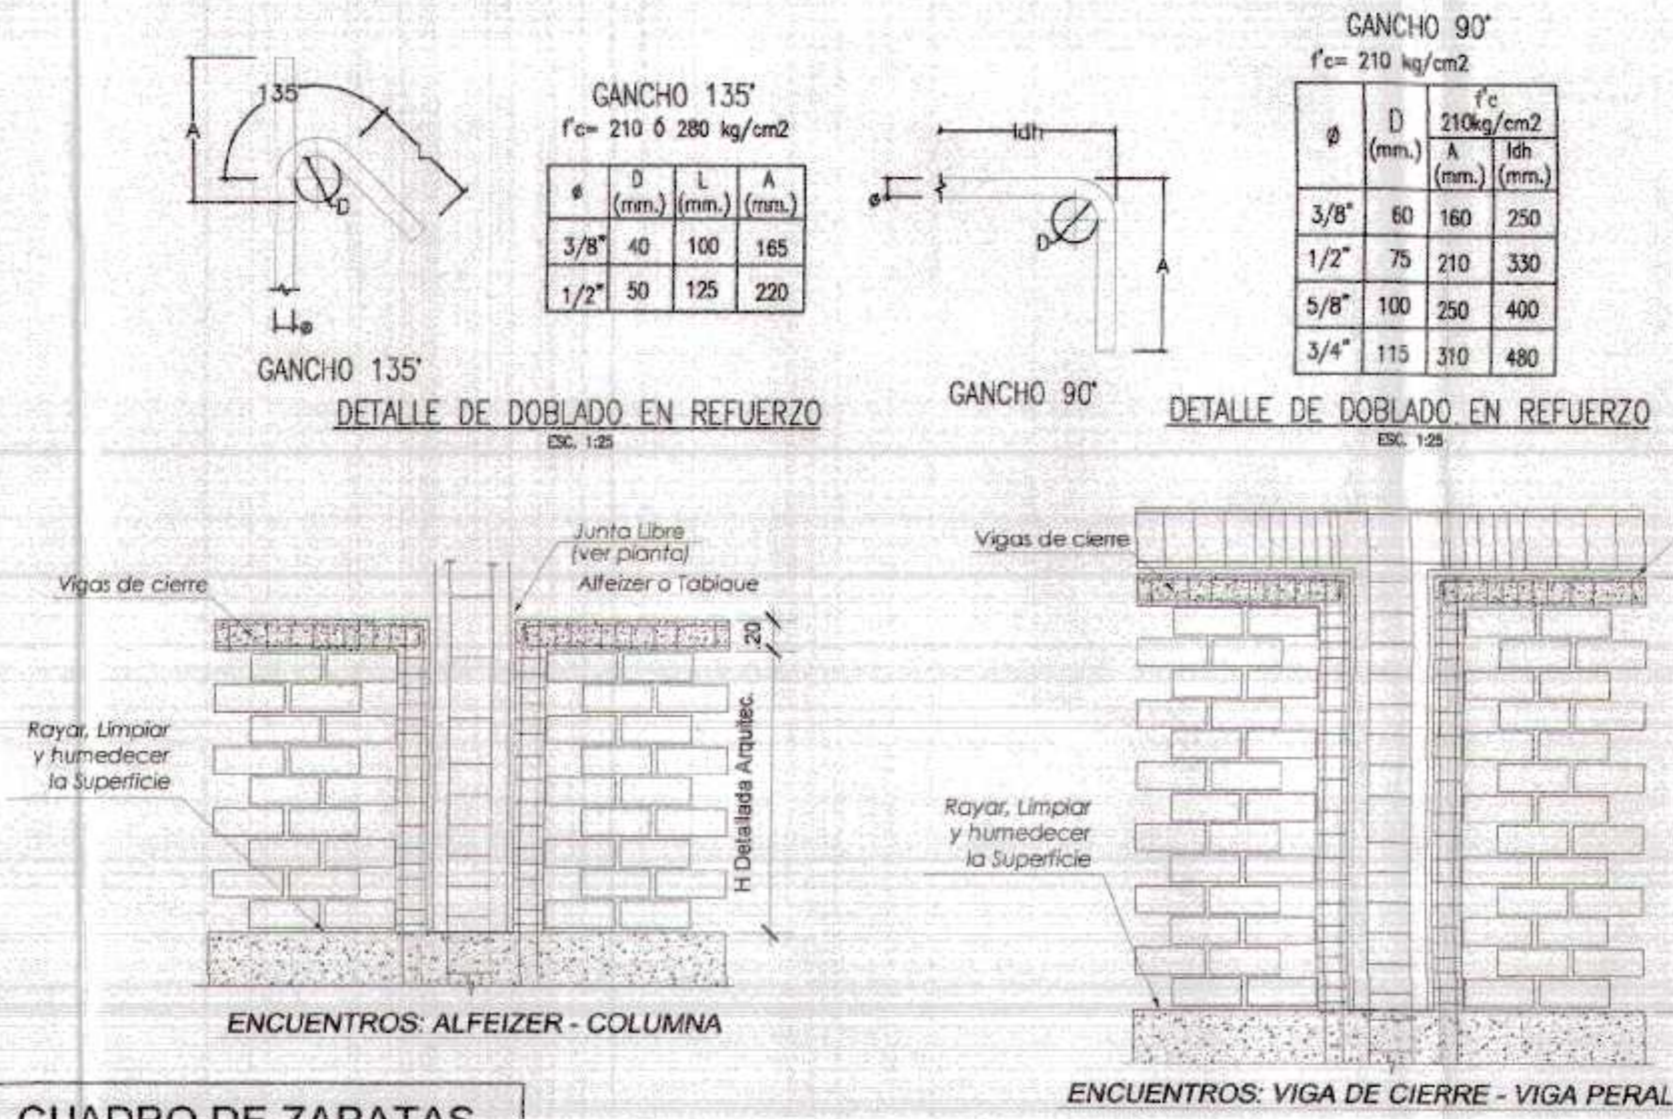 A
135
D
ø
GANCHO 135°
DETALLE DE DOBLADO EN REFUERZO
ESC. 1:25
GANCHO 135°
f'c= 210 ó 280 kg/cm2
ø D (mm.) L (mm.) A (mm.)
3/8" 40 100 165
1/2" 50 125 220
ldh
ø
D
A
GANCHO 90°
GANCHO 90°
f'c= 210 kg/cm2
ø D (mm.) f'c 210kg/cm2
A (mm.) ldh (mm.)
3/8" 60 160 250
1/2" 75 210 330
5/8" 100 250 400
3/4" 115 310 480
DETALLE DE DOBLADO EN REFUERZO
ESC. 1:25
Vigas de cierre
Junta Libre
(ver planta)
Alfeizer o Tabique
.20
H Detallada Arquitec.
Rayar, Limpiar
y humedecer
la Superficie
ENCUENTROS: ALFEIZER - COLUMNA
Vigas de cierre
Rayar, Limpiar
y humedecer
la Superficie
ENCUENTROS: VIGA DE CIERRE - VIGA PERAL
CUADRO DE ZAPATAS